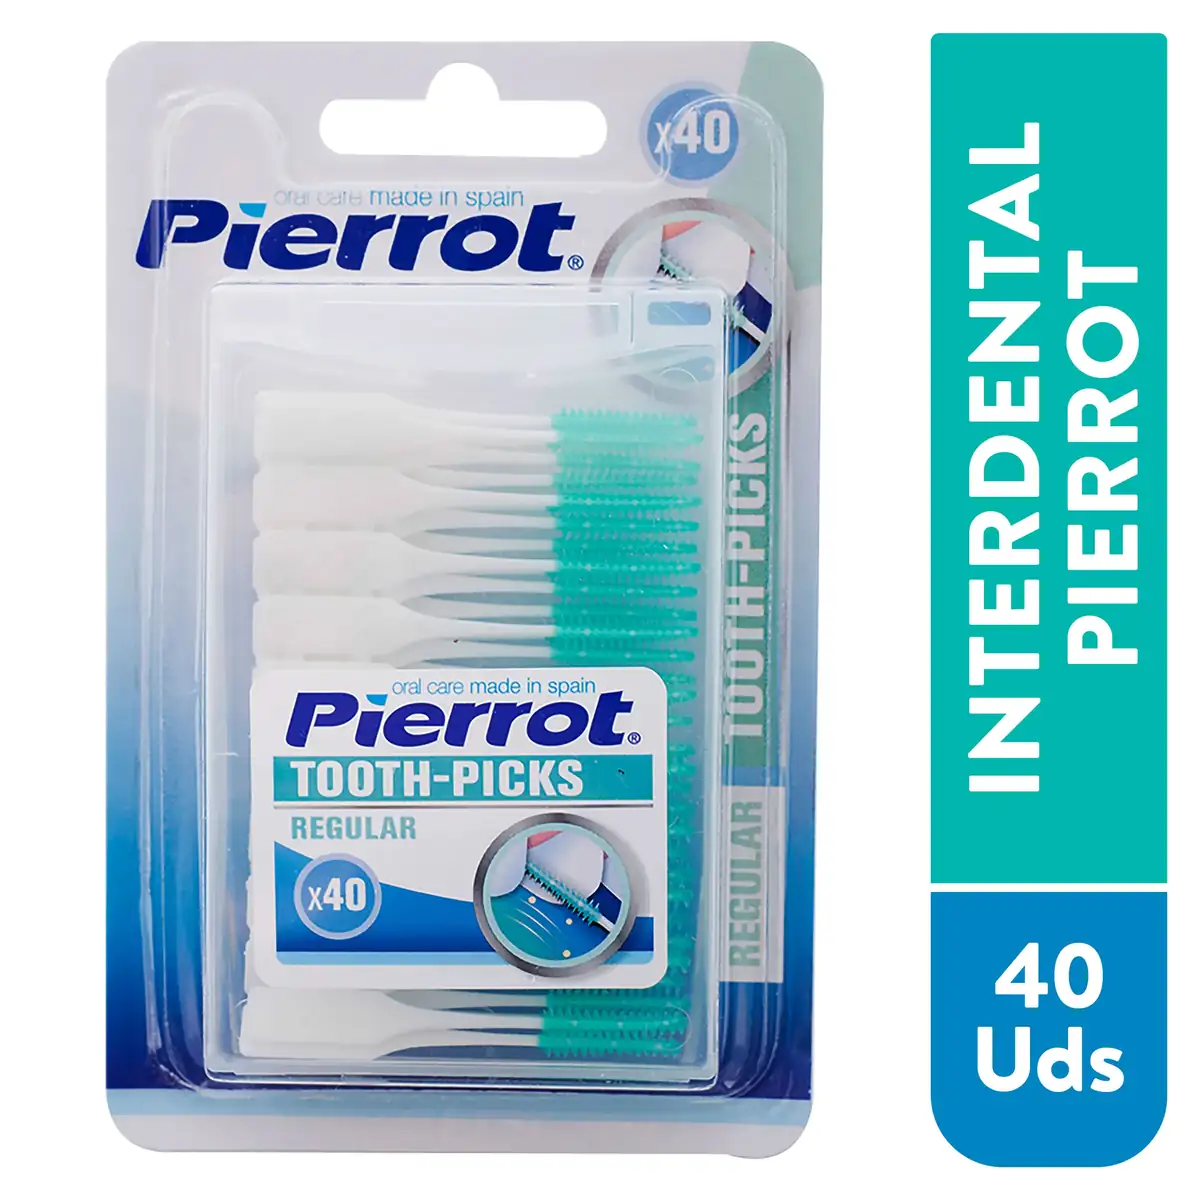 x40
oral care made in spain
Pierrot®
TOOTH-PICKS
REGULAR
oral care made in spain
Pierrot®
TOOTH-PICKS
REGULAR
x40
INTERDENTAL
PIERROT
40
Uds